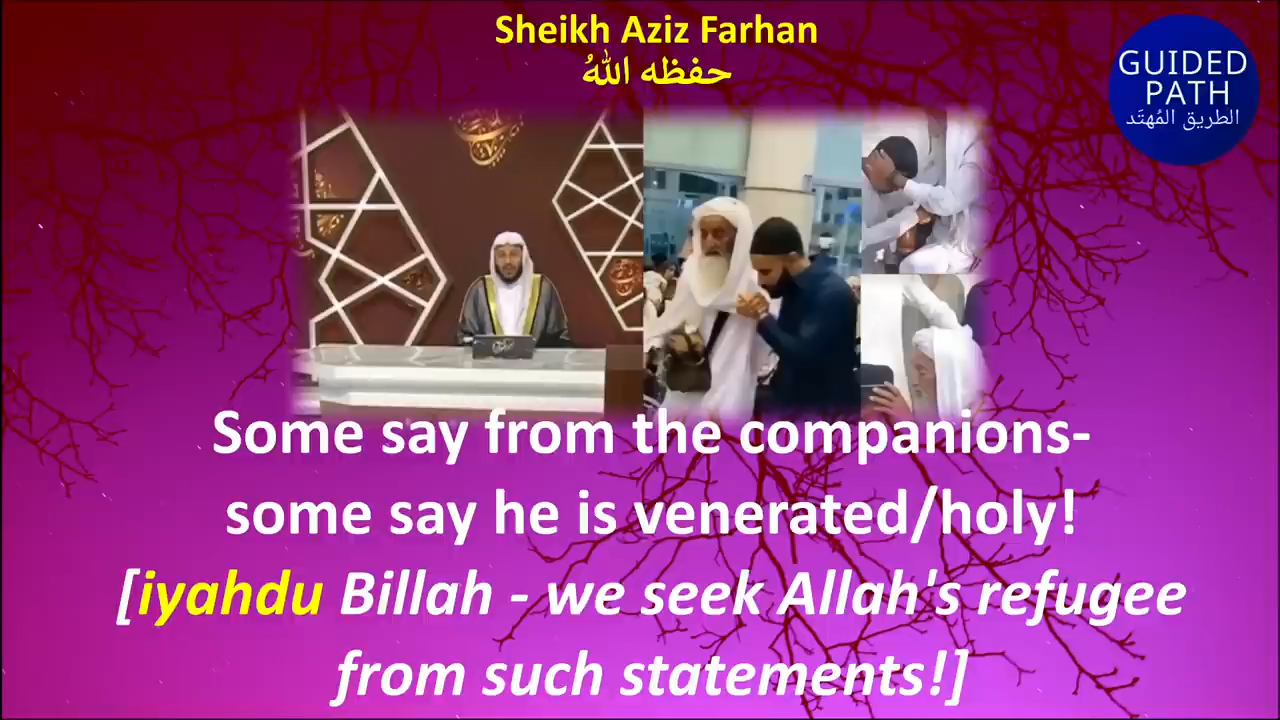 Sheikh Aziz Farhan
حفظه اللهُ
GUIDED
PATH
الطريق المُهتَد
Some say from the companions-
some say he is venerated/holy!
[iyahdu Billah - we seek Allah's refugee
from such statements!]